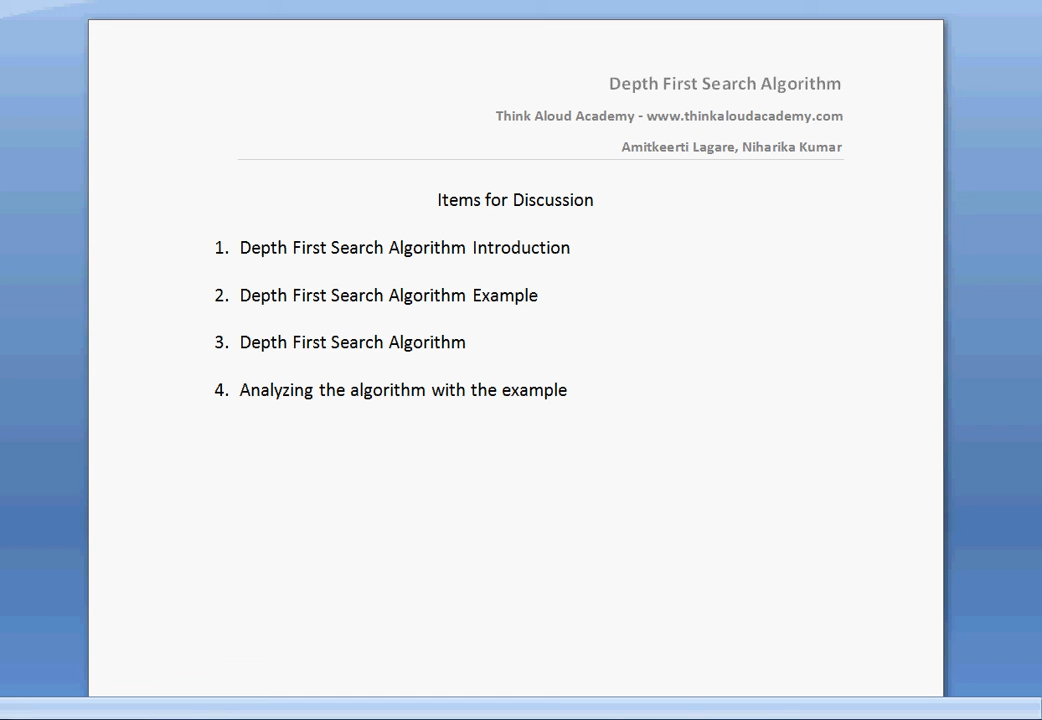 Depth First Search Algorithm
Think Aloud Academy - www.thinkaloudacademy.com
Amitkeerti Lagare, Niharika Kumar
Items for Discussion
1. Depth First Search Algorithm Introduction
2. Depth First Search Algorithm Example
3. Depth First Search Algorithm
4. Analyzing the algorithm with the example